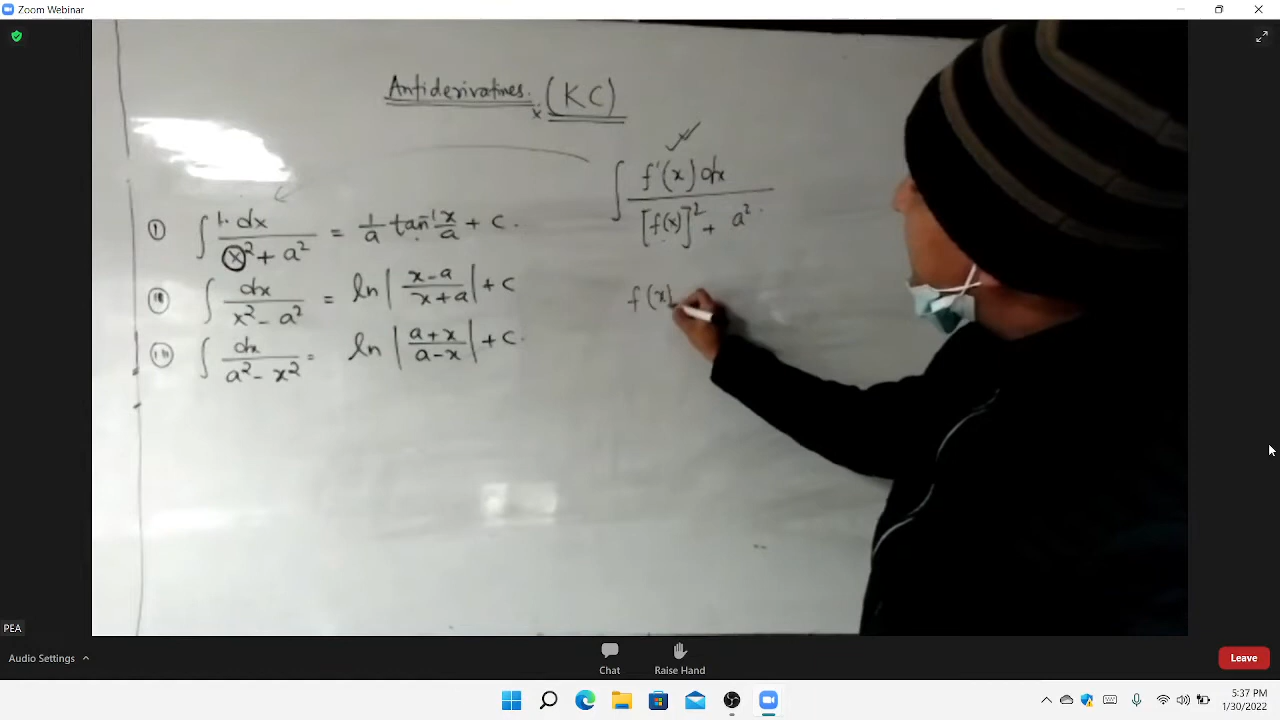 Zoom Webinar
Antiderivatives. (KC)
x
∫ f'(x) dx / [f(x)]² + a².
① ∫ 1. dx / x² + a² = 1/a tan⁻¹ x/a + c.
∫ dx / x² - a² = ln | x-a / x+a | + c
∫ dx / a² - x² = ln | a+x / a-x | + c.
f(x)
PEA
Audio Settings
Chat
Raise Hand
Leave
5:37 PM
1/30/2022